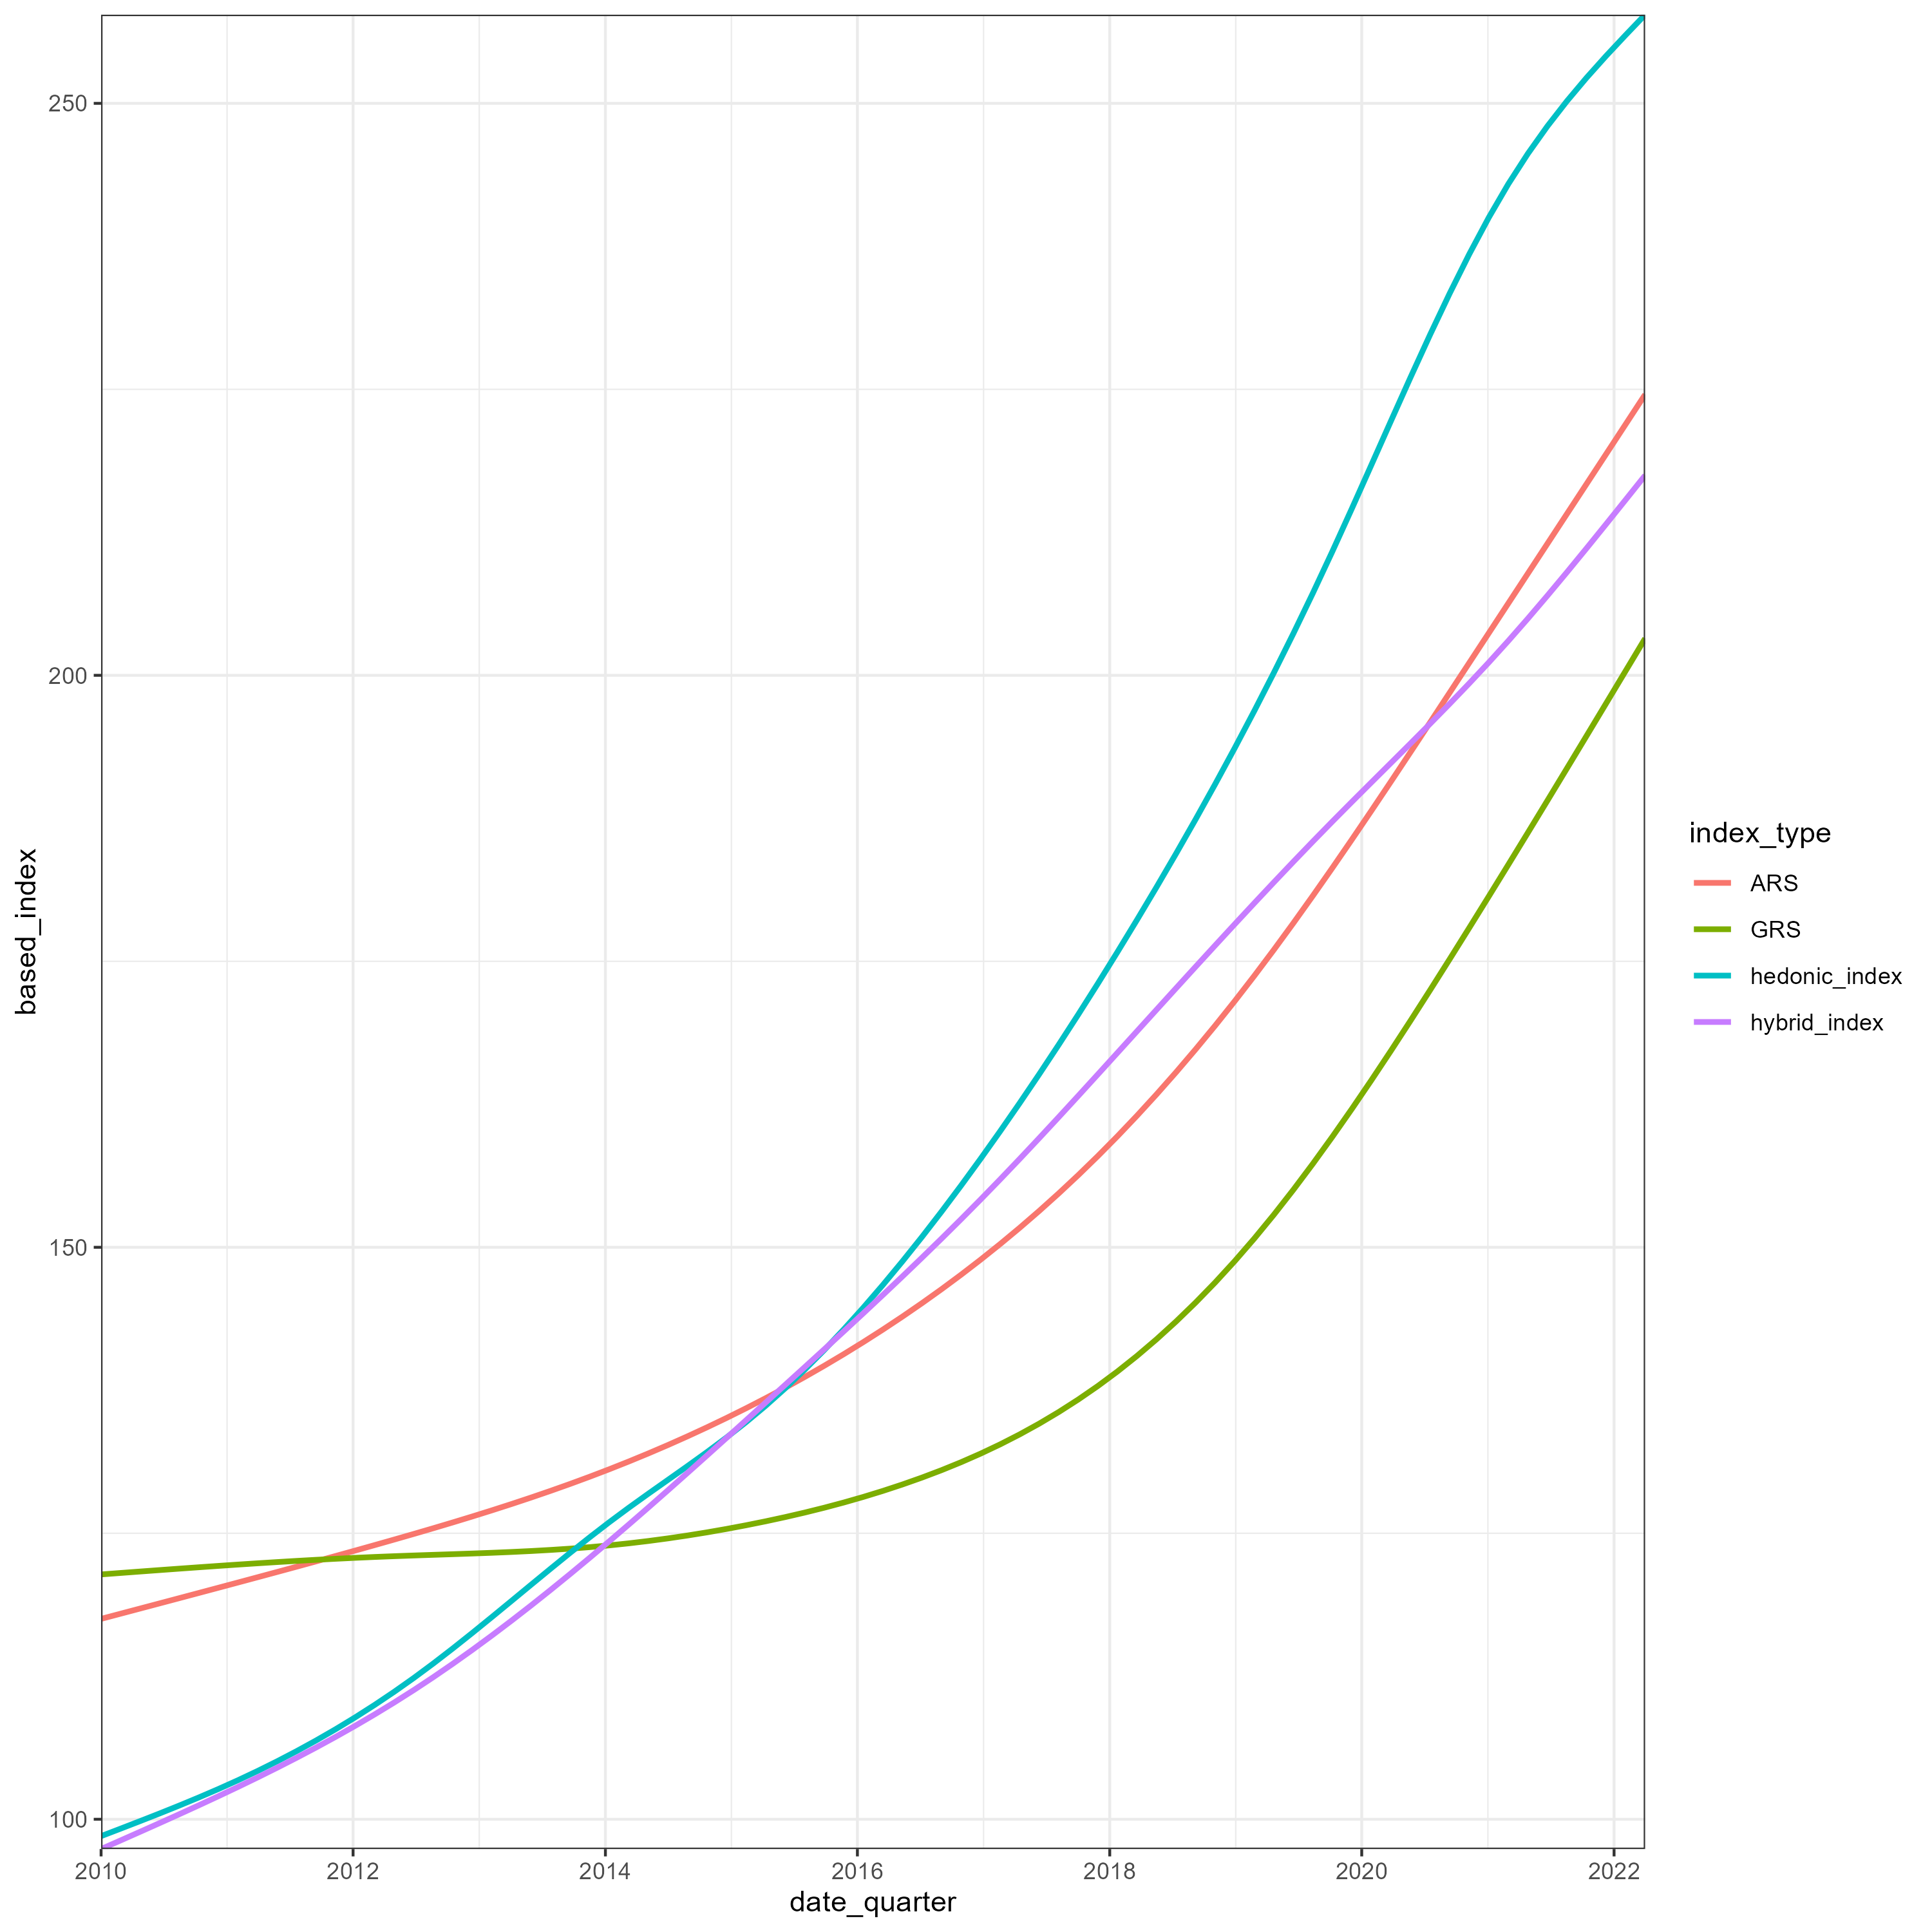 250
200
150
100
based_index
2010 2012 2014 2016 2018 2020 2022
date_quarter
index_type
ARS
GRS
hedonic_index
hybrid_index